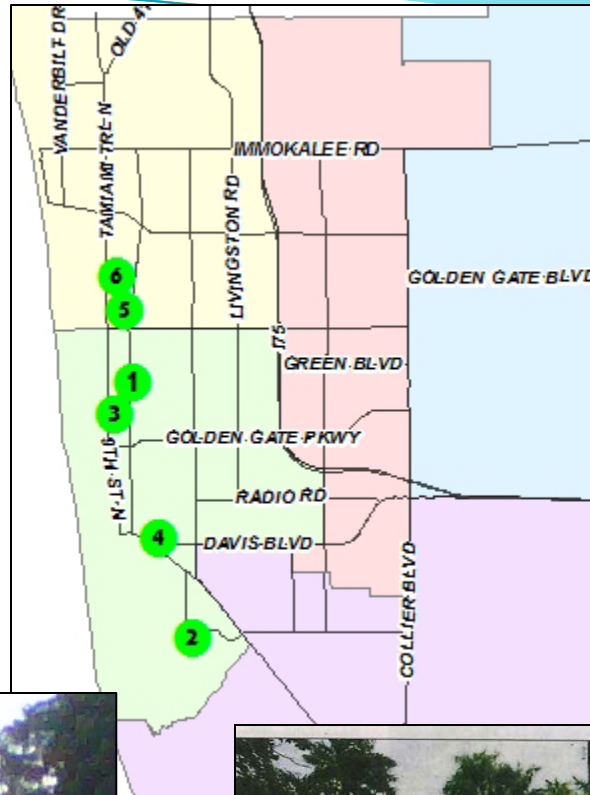 VANDERBILT DR
OLD 41
TAMIAMI TRL N
IMMOKALEE RD
LIVINGSTON RD
6
GOLDEN GATE BLVD
5
I75
GREEN BLVD
1
3
GOLDEN GATE PKWY
9TH ST N
RADIO RD
4
DAVIS BLVD
COLLIER BLVD
2